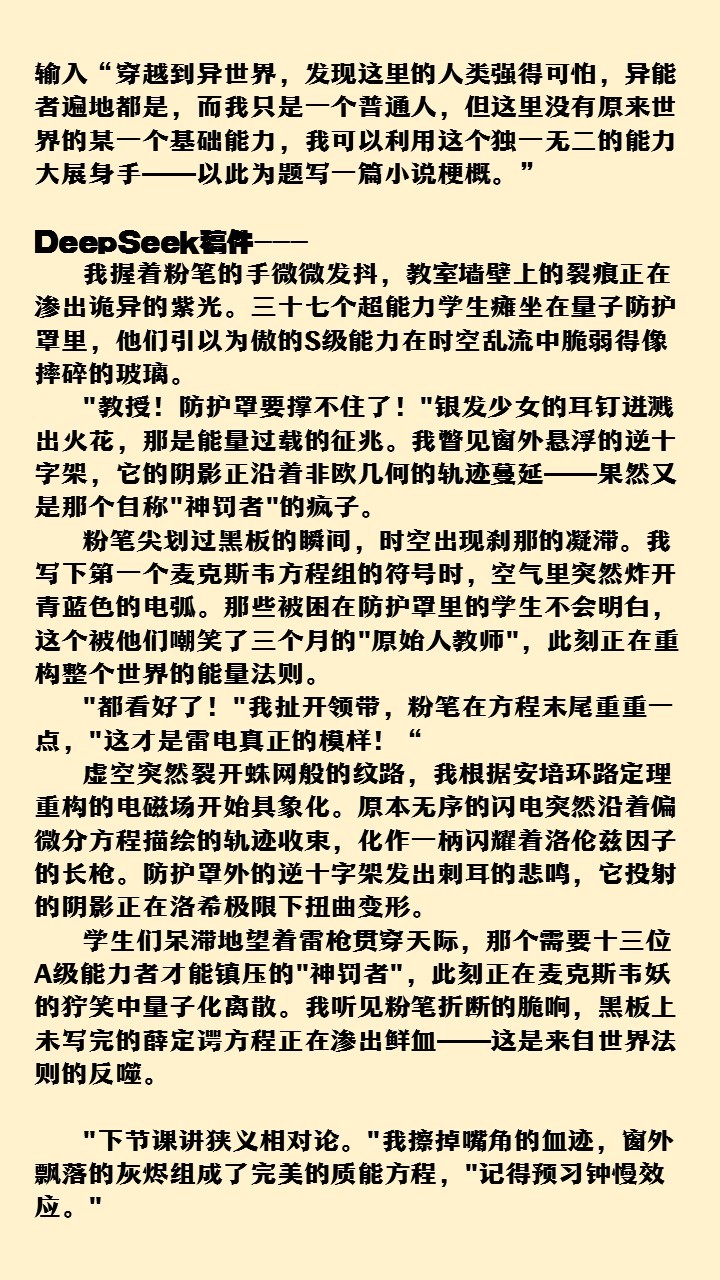 输入“穿越到异世界，发现这里的人类强得可怕，异能
者遍地都是，而我只是一个普通人，但这里没有原来世
界的某一个基础能力，我可以利用这个独一无二的能力
大展身手——以此为题写一篇小说梗概。”
DeepSeek稿件———
我握着粉笔的手微微发抖，教室墙壁上的裂痕正在
渗出诡异的紫光。三十七个超能力学生瘫坐在量子防护
罩里，他们引以为傲的S级能力在时空乱流中脆弱得像
摔碎的玻璃。
"教授！防护罩要撑不住了！"银发少女的耳钉迸溅
出火花，那是能量过载的征兆。我瞥见窗外悬浮的逆十
字架，它的阴影正沿着非欧几何的轨迹蔓延——果然又
是那个自称"神罚者"的疯子。
粉笔尖划过黑板的瞬间，时空出现刹那的凝滞。我
写下第一个麦克斯韦方程组的符号时，空气里突然炸开
青蓝色的电弧。那些被困在防护罩里的学生不会明白，
这个被他们嘲笑了三个月的"原始人教师"，此刻正在重
构整个世界的能量法则。
"都看好了！"我扯开领带，粉笔在方程末尾重重一
点，"这才是雷电真正的模样！“
虚空突然裂开蛛网般的纹路，我根据安培环路定理
重构的电磁场开始具象化。原本无序的闪电突然沿着偏
微分方程描绘的轨迹收束，化作一柄闪耀着洛伦兹因子
的长枪。防护罩外的逆十字架发出刺耳的悲鸣，它投射
的阴影正在洛希极限下扭曲变形。
学生们呆滞地望着雷枪贯穿天际，那个需要十三位
A级能力者才能镇压的"神罚者"，此刻正在麦克斯韦妖
的狞笑中量子化离散。我听见粉笔折断的脆响，黑板上
未写完的薛定谔方程正在渗出鲜血——这是来自世界法
则的反噬。
"下节课讲狭义相对论。"我擦掉嘴角的血迹，窗外
飘落的灰烬组成了完美的质能方程，"记得预习钟慢效
应。"